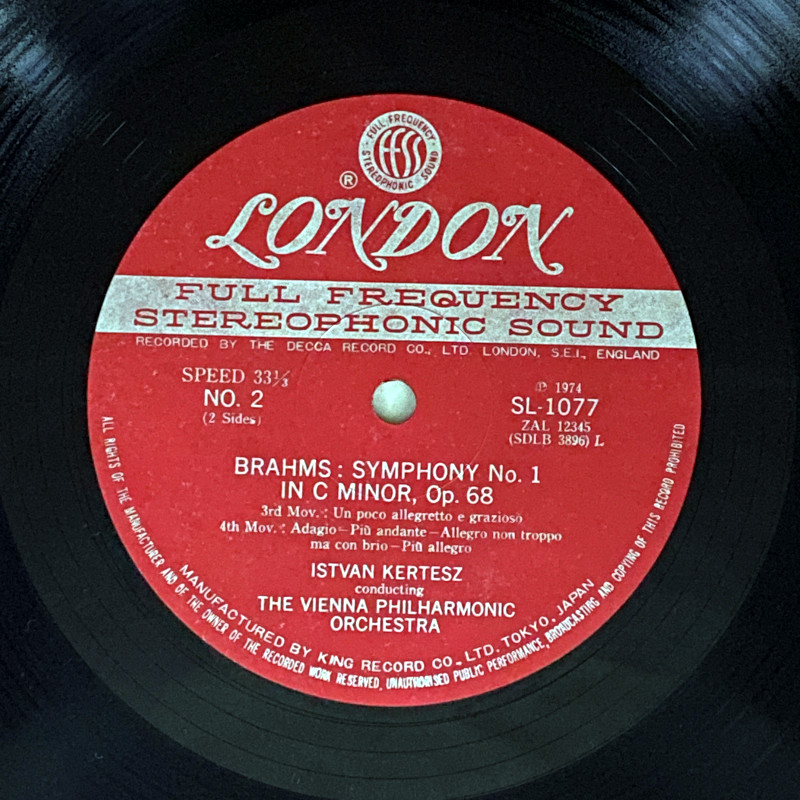 FULL FREQUENCY
ffss
STEREOPHONIC SOUND
®
LONDON
FULL FREQUENCY
STEREOPHONIC SOUND
RECORDED BY THE DECCA RECORD CO., LTD. LONDON, S.E.I., ENGLAND
SPEED 33⅓
NO. 2
(2 Sides)
℗ 1974
SL-1077
ZAL 12345
(SDLB 3896) L
BRAHMS : SYMPHONY No. 1
IN C MINOR, Op. 68
3rd Mov. : Un poco allegretto e grazioso
4th Mov. : Adagio–Più andante–Allegro non troppo
ma con brio–Più allegro
ISTVAN KERTESZ
conducting
THE VIENNA PHILHARMONIC
ORCHESTRA
MANUFACTURED BY KING RECORD CO., LTD. TOKYO, JAPAN
ALL RIGHTS OF THE MANUFACTURER AND OF THE OWNER OF THE RECORDED WORK RESERVED, UNAUTHORISED PUBLIC PERFORMANCE, BROADCASTING AND COPYING OF THIS RECORD PROHIBITED